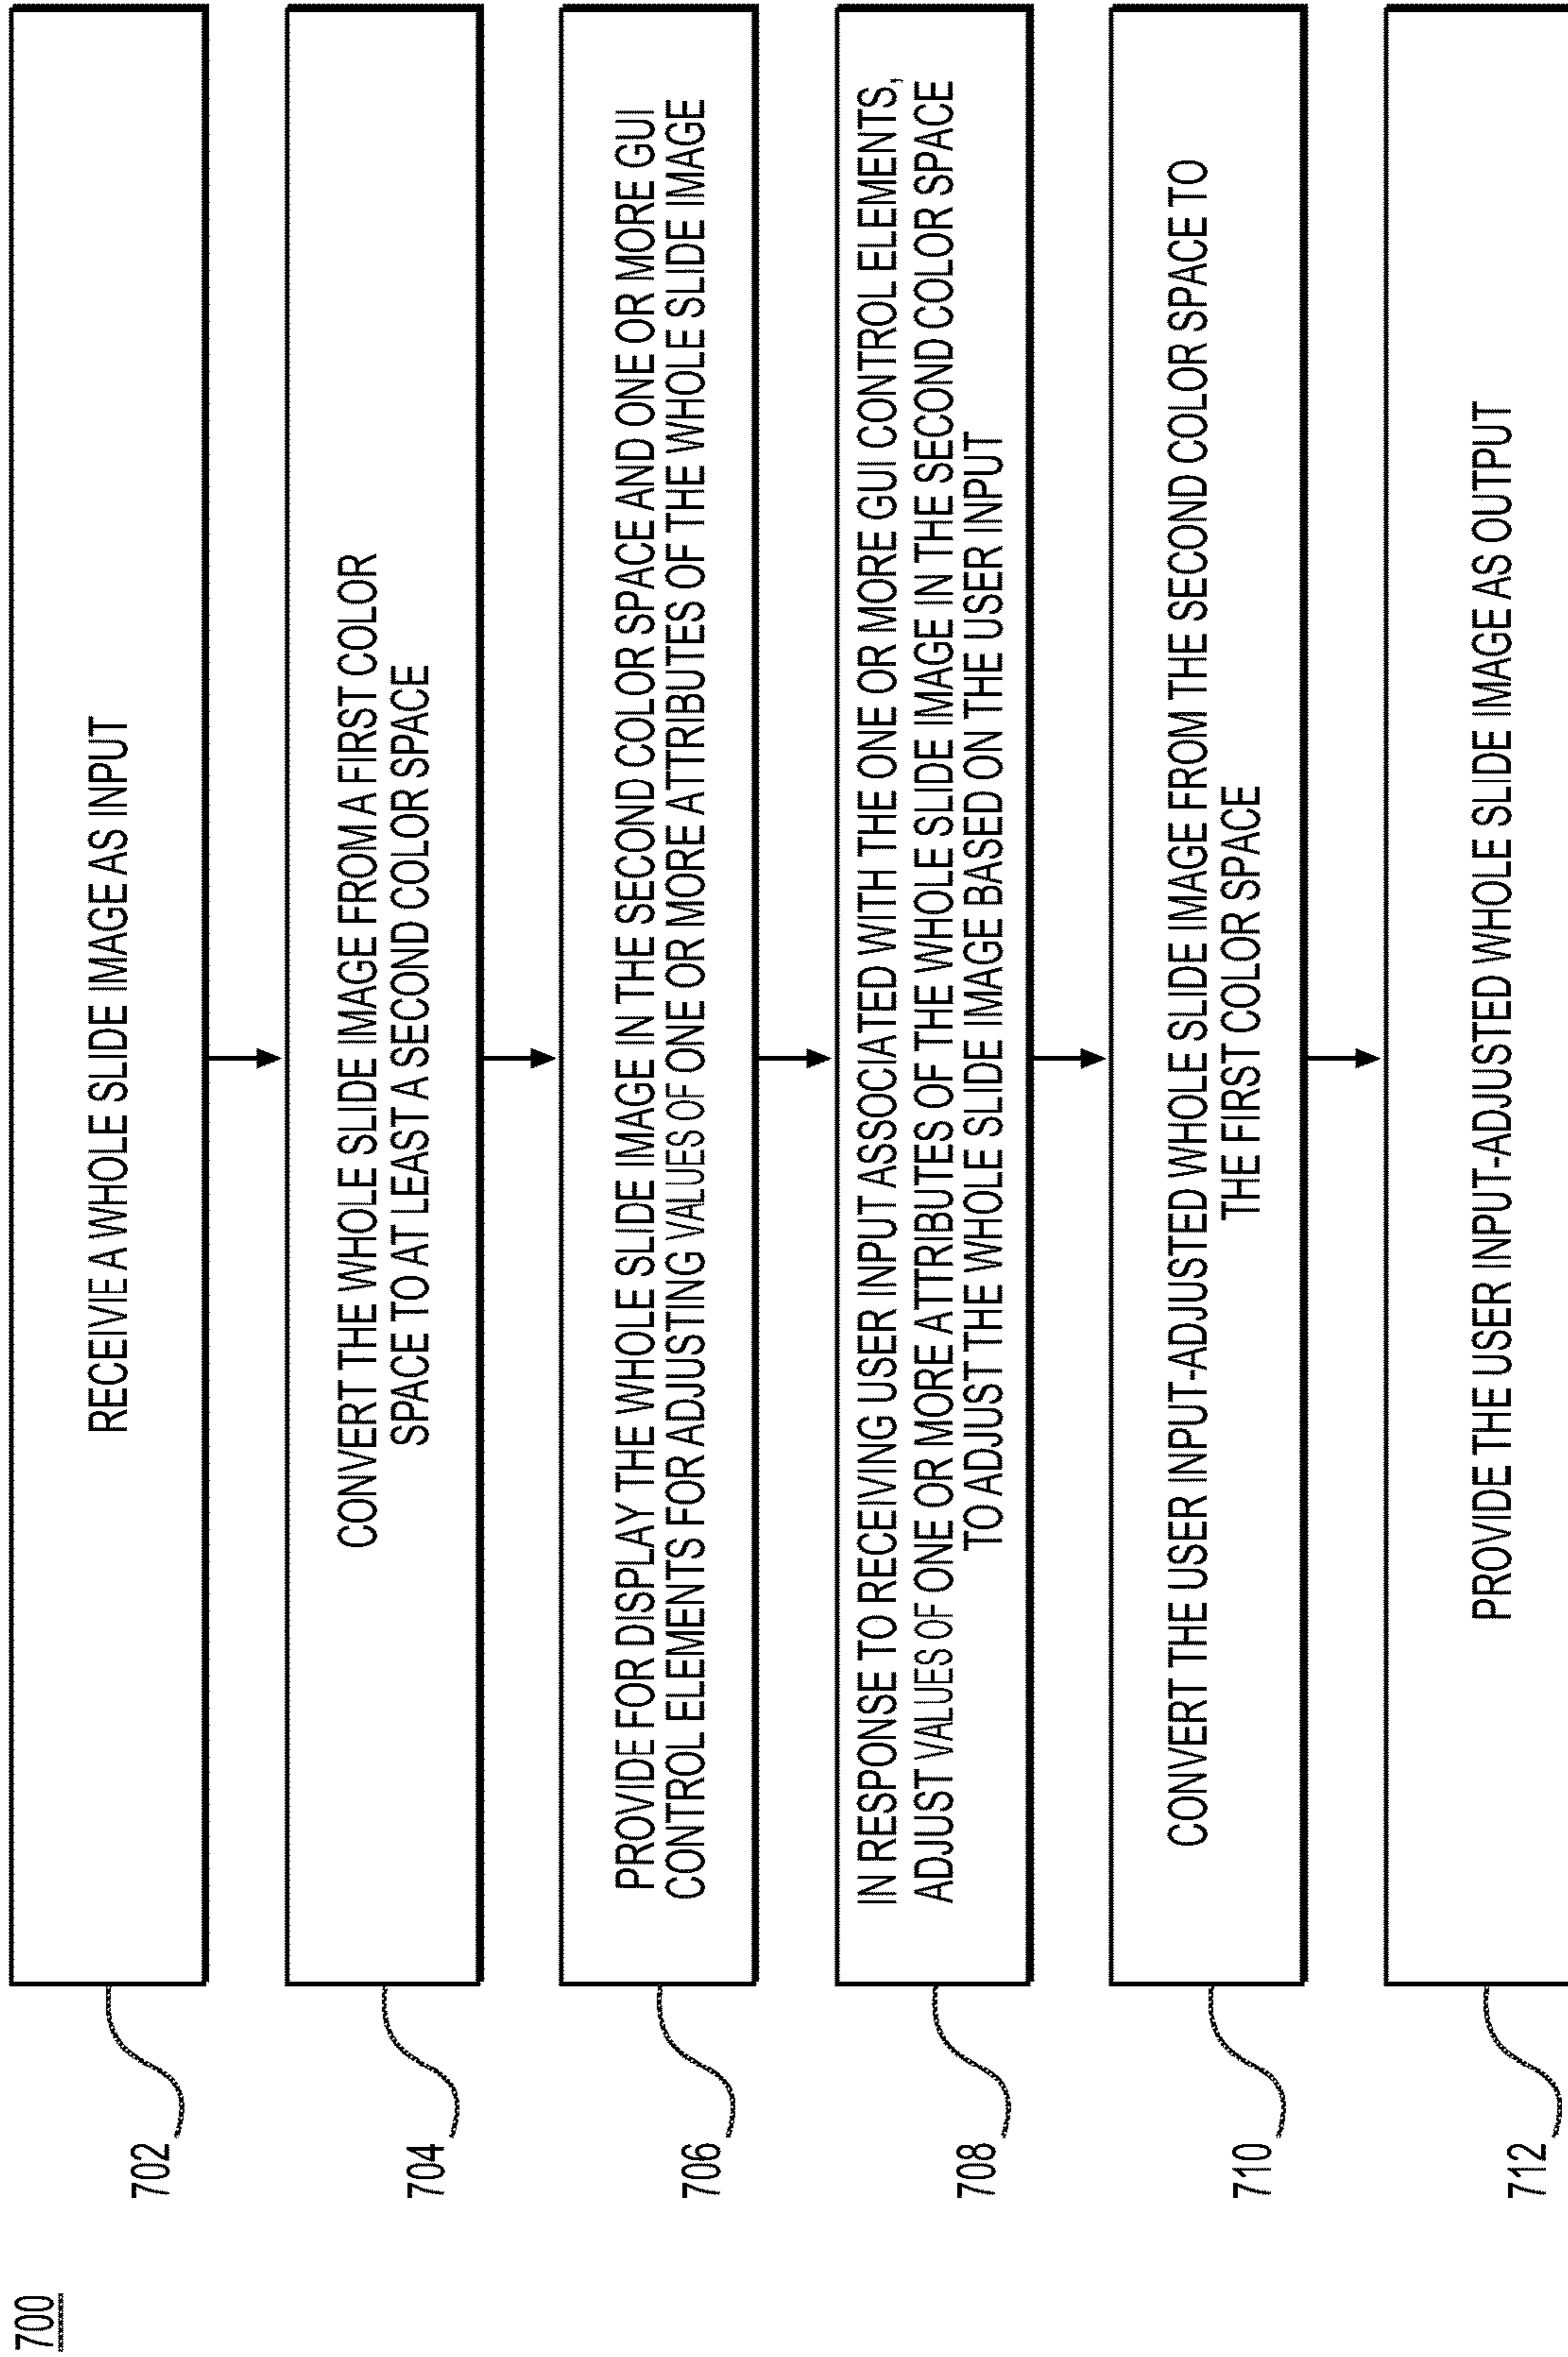 700
702
RECEIVIE A WHOLE SLIDE IMAGE AS INPUT
704
CONVERT THE WHOLE SLIDE IMAGE FROM A FIRST COLOR
SPACE TO AT LEAST A SECOND COLOR SPACE
706
PROVIDE FOR DISPLAY THE WHOLE SLIDE IMAGE IN THE SECOND COLOR SPACE AND ONE OR MORE GUI
CONTROL ELEMENTS FOR ADJUSTING VALUES OF ONE OR MORE ATTRIBUTES OF THE WHOLE SLIDE IMAGE
708
IN RESPONSE TO RECEIVING USER INPUT ASSOCIATED WITH THE ONE OR MORE GUI CONTROL ELEMENTS,
ADJUST VALUES OF ONE OR MORE ATTRIBUTES OF THE WHOLE SLIDE IMAGE IN THE SECOND COLOR SPACE
TO ADJUST THE WHOLE SLIDE IMAGE BASED ON THE USER INPUT
710
CONVERT THE USER INPUT-ADJUSTED WHOLE SLIDE IMAGE FROM THE SECOND COLOR SPACE TO
THE FIRST COLOR SPACE
712
PROVIDE THE USER INPUT-ADJUSTED WHOLE SLIDE IMAGE AS OUTPUT